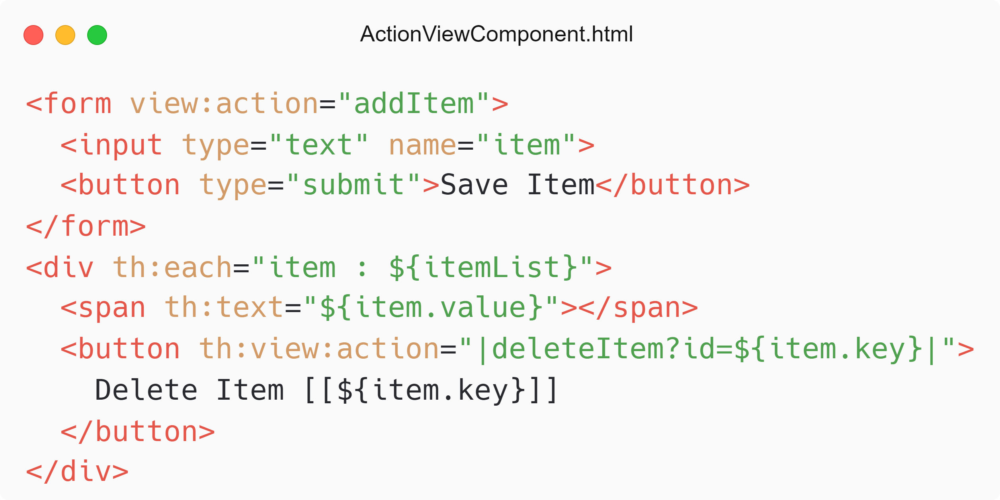 ActionViewComponent.html
<form view:action="addItem">
  <input type="text" name="item">
  <button type="submit">Save Item</button>
</form>
<div th:each="item : ${itemList}">
  <span th:text="${item.value}"></span>
  <button th:view:action="|deleteItem?id=${item.key}|">
    Delete Item [[${item.key}]]
  </button>
</div>